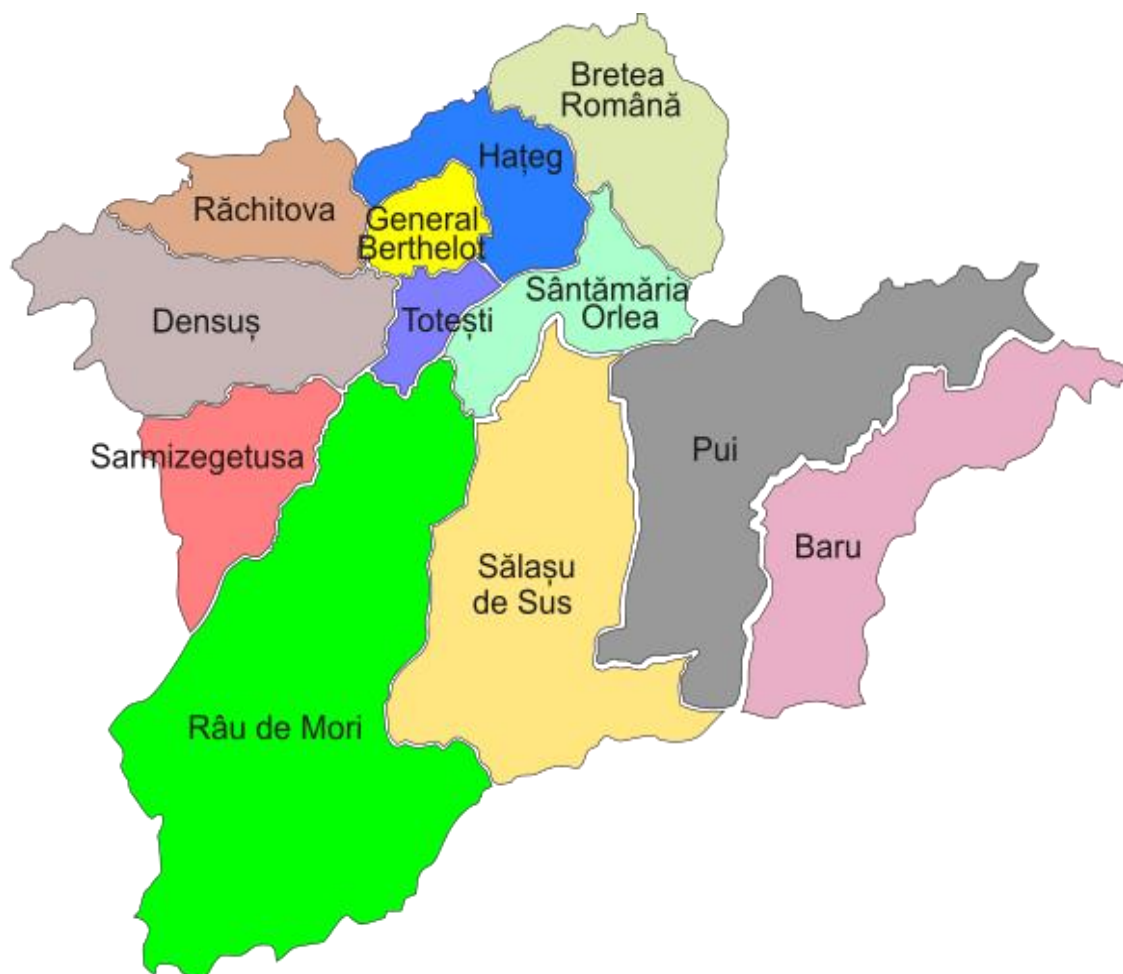 Bretea
Română
Hațeg
Răchitova
General
Berthelot
Sântămăria
Orlea
Densuș
Totești
Sarmizegetusa
Pui
Baru
Sălașu
de Sus
Râu de Mori